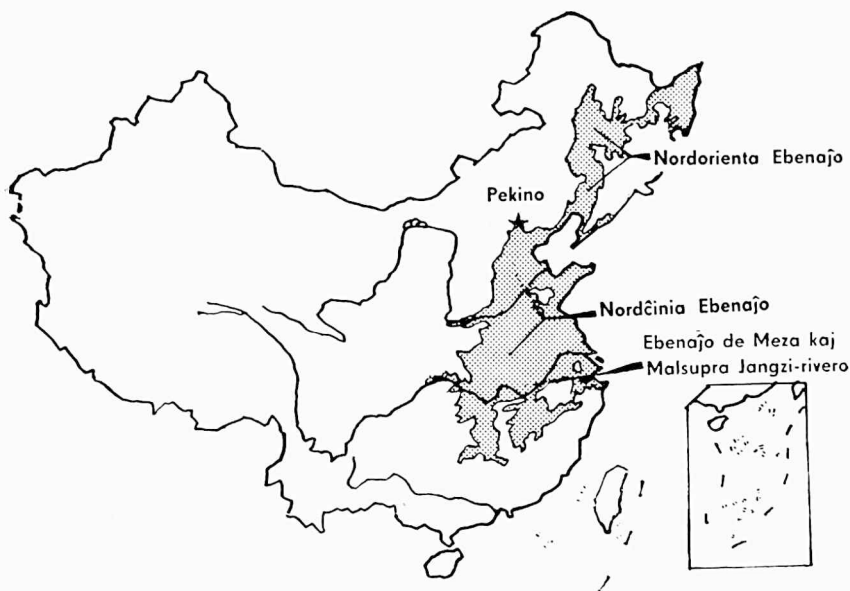 Nordorienta Ebenaĵo
Pekino
Nordĉinia Ebenaĵo
Ebenaĵo de Meza kaj
Malsupra Jangzi-rivero